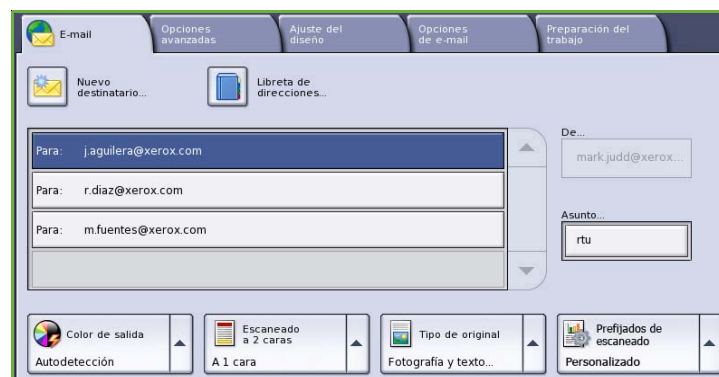 E-mail
Opciones
avanzadas
Ajuste del
diseño
Opciones
de e-mail
Preparación del
trabajo
Nuevo
destinatario...
Libreta de
direcciones...
Para: j.aguilera@xerox.com
Para: r.diaz@xerox.com
Para: m.fuentes@xerox.com
De...
mark.judd@xerox...
Asunto...
rtu
Color de salida
Autodetección
Escaneado
a 2 caras
A 1 cara
Tipo de original
Fotografía y texto...
Prefijados de
escaneado
Personalizado